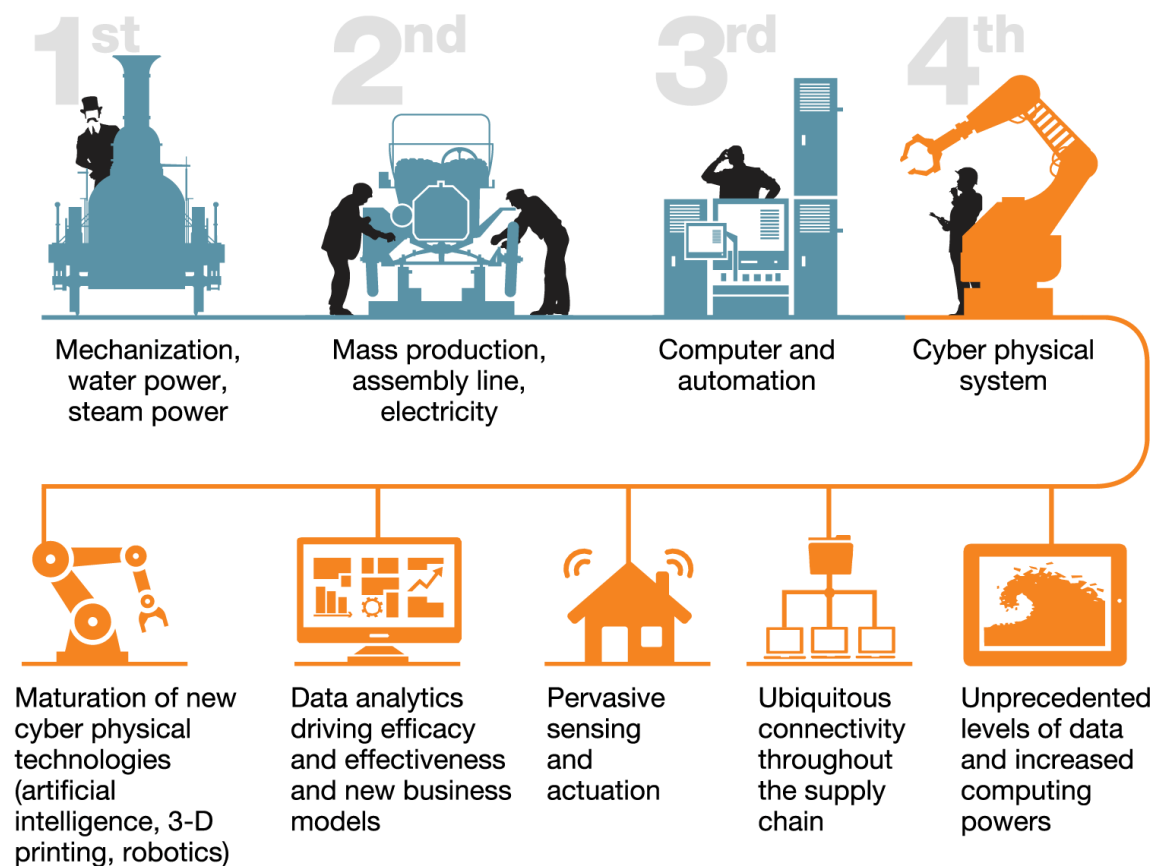 1st
2nd
3rd
4th
Mechanization,
water power,
steam power
Mass production,
assembly line,
electricity
Computer and
automation
Cyber physical
system
Maturation of new
cyber physical
technologies
(artificial
intelligence, 3-D
printing, robotics)
Data analytics
driving efficacy
and effectiveness
and new business
models
Pervasive
sensing
and
actuation
Ubiquitous
connectivity
throughout
the supply
chain
Unprecedented
levels of data
and increased
computing
powers